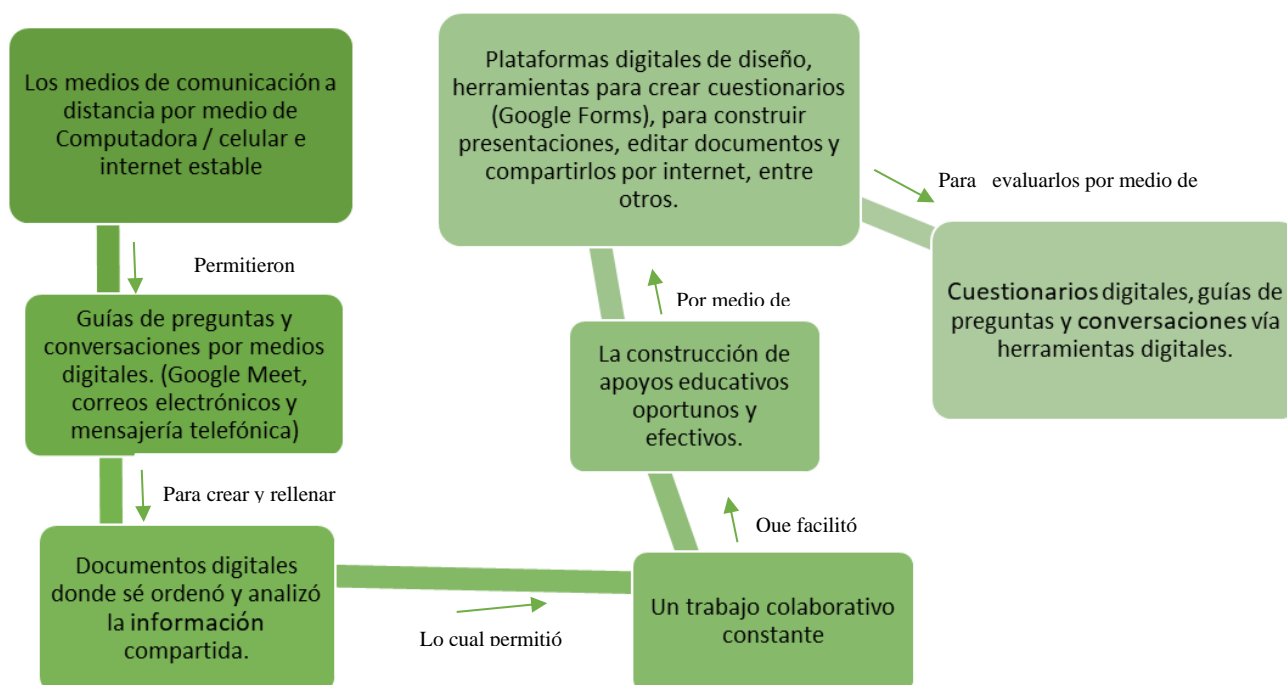 Los medios de comunicación a
distancia por medio de
Computadora / celular e
internet estable
Permitieron
Guías de preguntas y
conversaciones por medios
digitales. (Google Meet,
correos electrónicos y
mensajería telefónica)
Para crear y rellenar
Documentos digitales
donde sé ordenó y analizó
la información
compartida.
Lo cual permitió
Un trabajo colaborativo
constante
Que facilitó
La construcción de
apoyos educativos
oportunos y
efectivos.
Por medio de
Plataformas digitales de diseño,
herramientas para crear cuestionarios
(Google Forms), para construir
presentaciones, editar documentos y
compartirlos por internet, entre
otros.
Para evaluarlos por medio de
Cuestionarios digitales, guías de
preguntas y conversaciones vía
herramientas digitales.